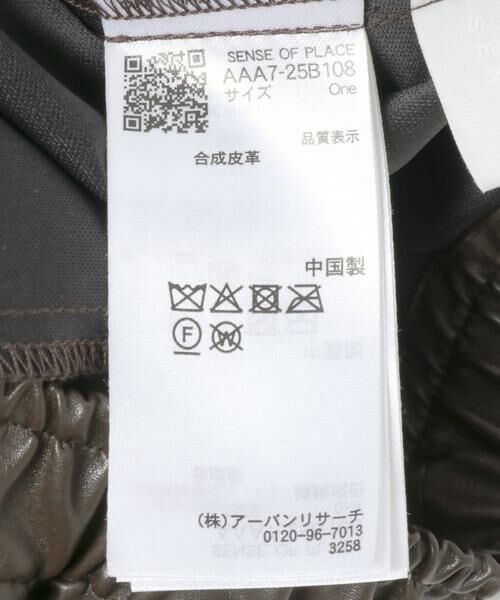 SENSE OF PLACE
AAA7-25B108
サイズ One
品質表示
合成皮革
中国製
F W
(株)アーバンリサーチ
0120-96-7013
3258